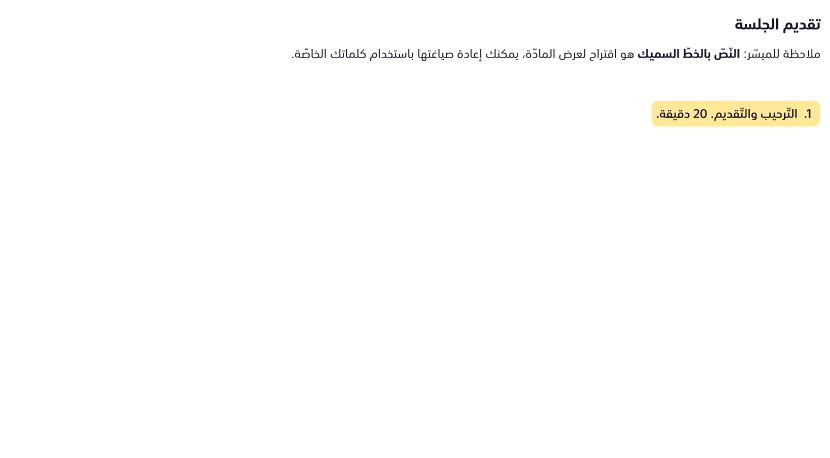 تقديم الجلسة
ملاحظة للميسّر: النّصّ بالخطّ السميك هو اقتراح لعرض المادّة، يمكنك إعادة صياغتها باستخدام كلماتك الخاصّة.
1. التّرحيب والتّقديم. 20 دقيقة.